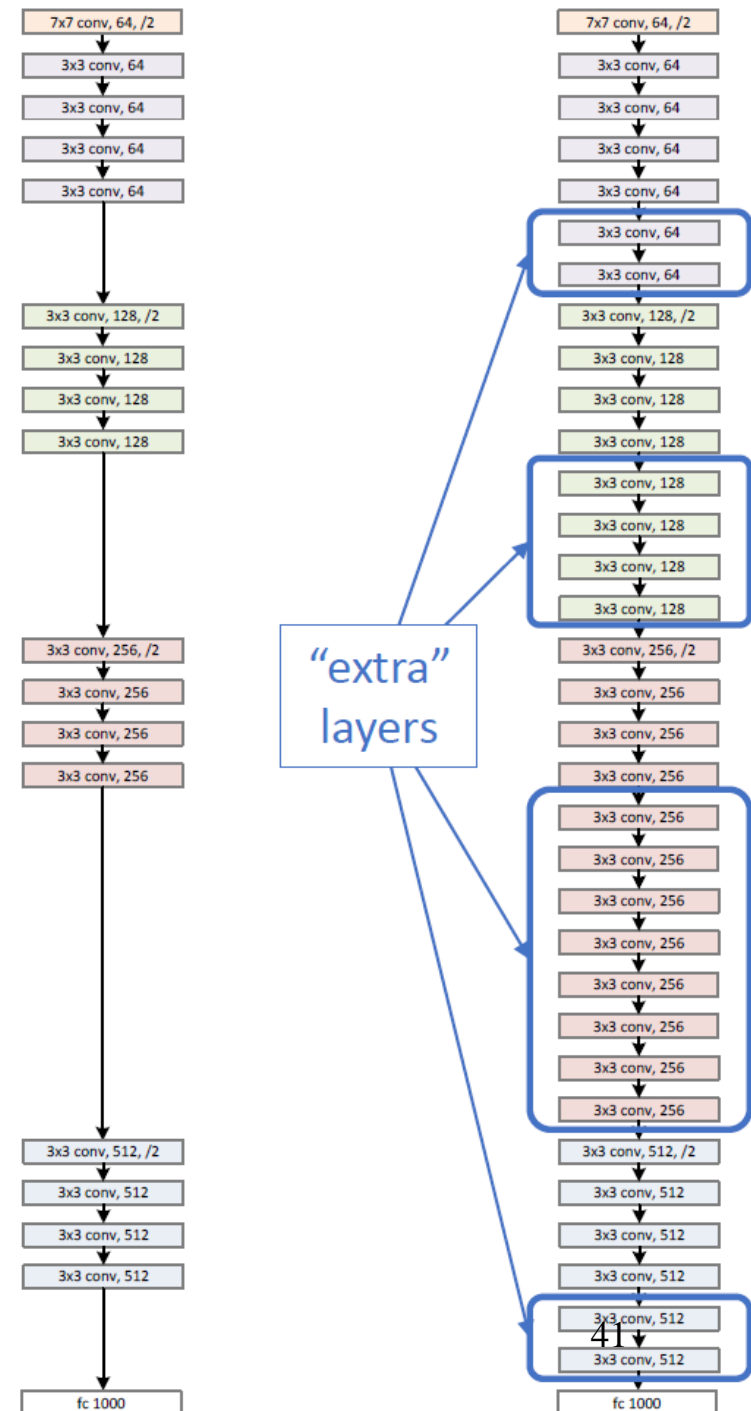 7x7 conv, 64, /2
3x3 conv, 64
3x3 conv, 64
3x3 conv, 64
3x3 conv, 64
3x3 conv, 128, /2
3x3 conv, 128
3x3 conv, 128
3x3 conv, 128
3x3 conv, 256, /2
3x3 conv, 256
3x3 conv, 256
3x3 conv, 256
3x3 conv, 512, /2
3x3 conv, 512
3x3 conv, 512
3x3 conv, 512
fc 1000
“extra”
layers
7x7 conv, 64, /2
3x3 conv, 64
3x3 conv, 64
3x3 conv, 64
3x3 conv, 64
3x3 conv, 64
3x3 conv, 64
3x3 conv, 128, /2
3x3 conv, 128
3x3 conv, 128
3x3 conv, 128
3x3 conv, 128
3x3 conv, 128
3x3 conv, 128
3x3 conv, 128
3x3 conv, 256, /2
3x3 conv, 256
3x3 conv, 256
3x3 conv, 256
3x3 conv, 256
3x3 conv, 256
3x3 conv, 256
3x3 conv, 256
3x3 conv, 256
3x3 conv, 256
3x3 conv, 256
3x3 conv, 256
3x3 conv, 512, /2
3x3 conv, 512
3x3 conv, 512
3x3 conv, 512
3x3 conv, 512
41
3x3 conv, 512
fc 1000